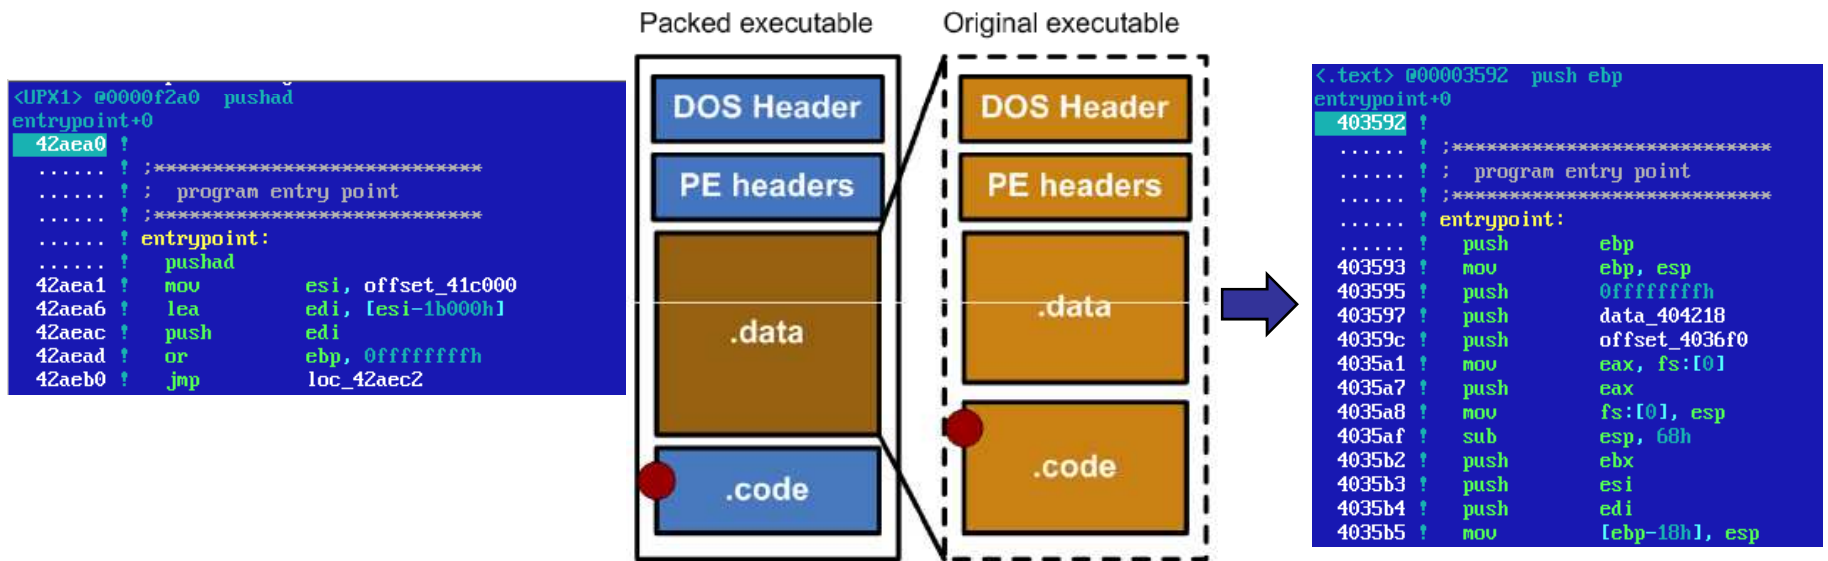 Packed executable
Original executable
<UPX1> @0000f2a0  pushad
entrypoint+0
42aea0 !
...... ! ;****************************
...... ! ;  program entry point
...... ! ;****************************
...... ! entrypoint:
...... !   pushad
42aea1 !   mov          esi, offset_41c000
42aea6 !   lea          edi, [esi-1b000h]
42aeac !   push         edi
42aead !   or           ebp, 0ffffffffh
42aeb0 !   jmp          loc_42aec2
DOS Header
PE headers
.data
.code
DOS Header
PE headers
.data
.code
<.text> @00003592  push ebp
entrypoint+0
403592 !
...... ! ;***************************
...... ! ;  program entry point
...... ! ;***************************
...... ! entrypoint:
...... !   push         ebp
403593 !   mov          ebp, esp
403595 !   push         0ffffffffh
403597 !   push         data_404218
40359c !   push         offset_4036f0
4035a1 !   mov          eax, fs:[0]
4035a7 !   push         eax
4035a8 !   mov          fs:[0], esp
4035af !   sub          esp, 68h
4035b2 !   push         ebx
4035b3 !   push         esi
4035b4 !   push         edi
4035b5 !   mov          [ebp-18h], esp